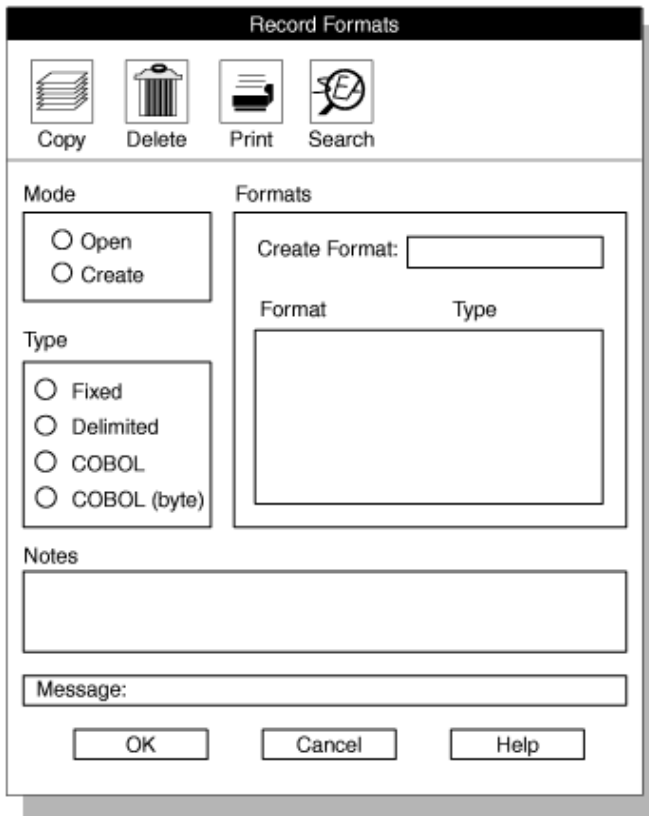 Record Formats
Copy Delete Print Search
Mode
Open
Create
Type
Fixed
Delimited
COBOL
COBOL (byte)
Formats
Create Format:
Format Type
Notes
Message:
OK Cancel Help